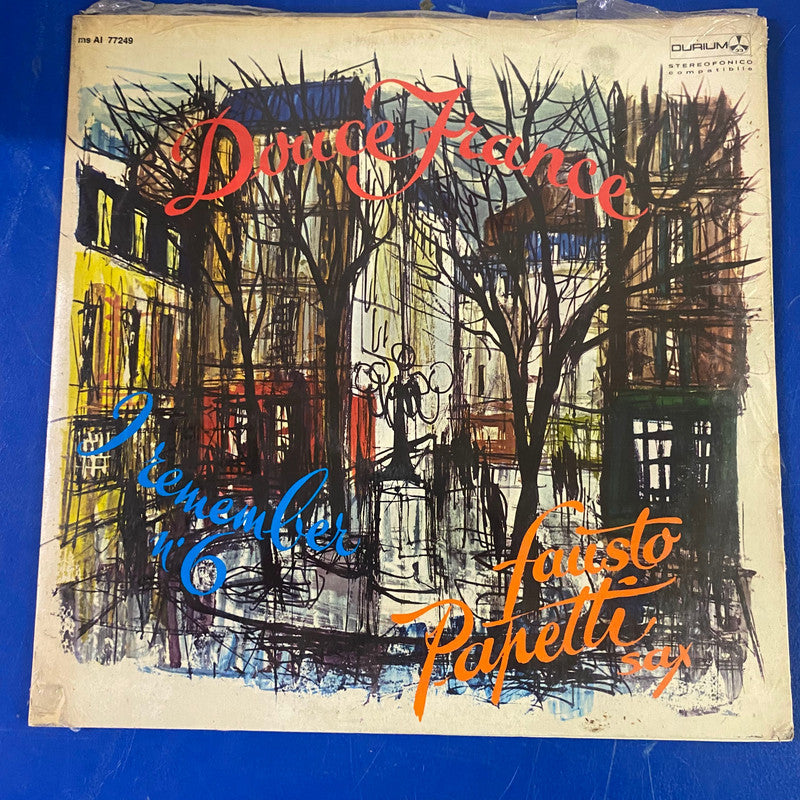 ms AI 77249
DURIUM
STEREOFONICO
compatibile
Douce France
I remember
n.6
fausto
Papetti
sax